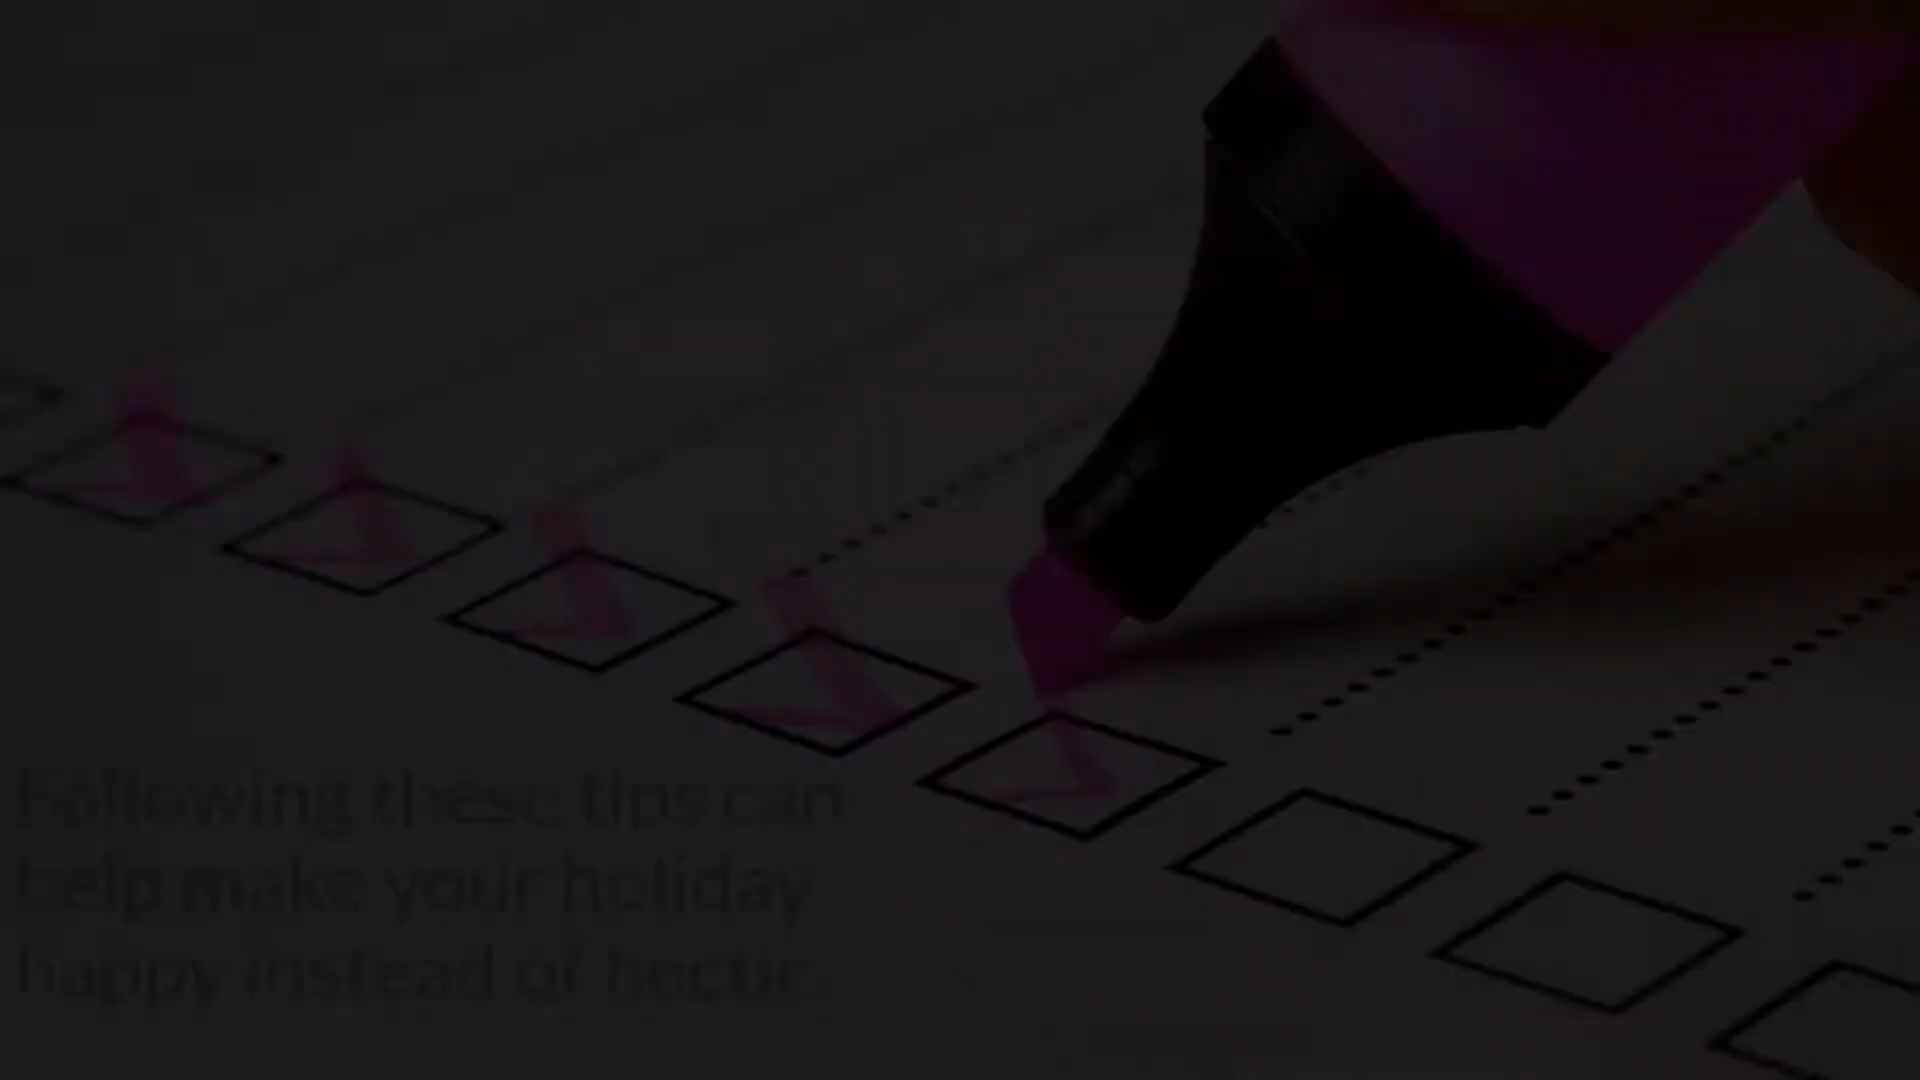 Following these tips can
help make your holiday
happy instead of hectic